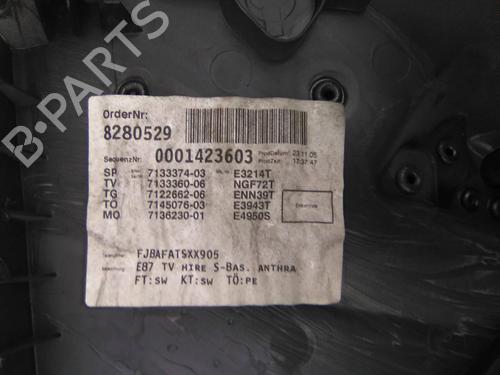 OrderNr:
8280529
SequenzNr: 0001423603 ProdDatum: 23.11.05
ProdZeit: 17:37:47
SP 7133374-03 E3214T
TV 7133360-06 NGF72T
TG 7122662-06 ENN39T
TO 7145076-03 E3943T
MO 7136230-01 E4950S
FJBAFATSXX905
E87 TV HIRE S-BAS. ANTHRA
FT:SW KT:SW TÖ:PE
B-PARTS